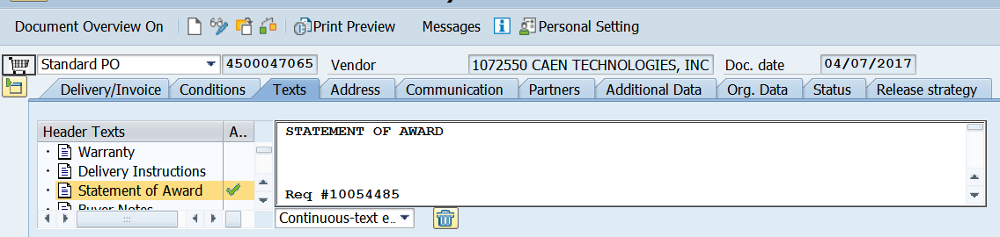 Document Overview On Print Preview Messages Personal Setting
Standard PO 4500047065 Vendor 1072550 CAEN TECHNOLOGIES, INC Doc. date 04/07/2017
Delivery/Invoice Conditions Texts Address Communication Partners Additional Data Org. Data Status Release strategy
Header Texts A..
STATEMENT OF AWARD
Warranty
Delivery Instructions
Statement of Award
Req #10054485
Buyer Notes
Continuous-text e..